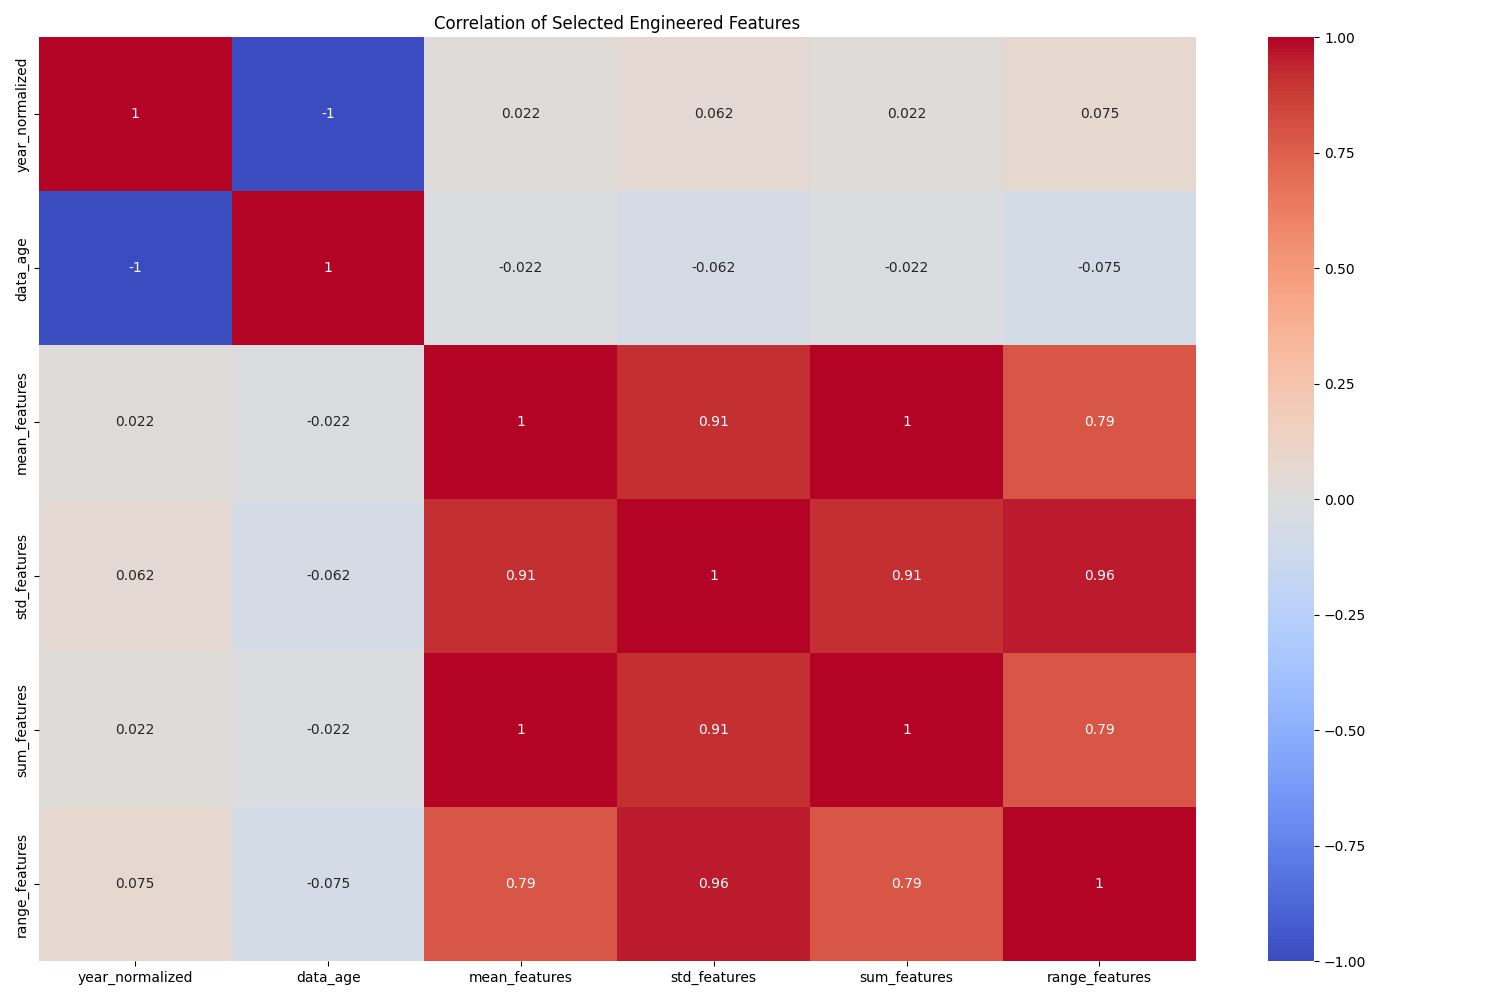 Correlation of Selected Engineered Features
year_normalized 1 -1 0.022 0.062 0.022 0.075
data_age -1 1 -0.022 -0.062 -0.022 -0.075
mean_features 0.022 -0.022 1 0.91 1 0.79
std_features 0.062 -0.062 0.91 1 0.91 0.96
sum_features 0.022 -0.022 1 0.91 1 0.79
range_features 0.075 -0.075 0.79 0.96 0.79 1
year_normalized data_age mean_features std_features sum_features range_features
1.00
0.75
0.50
0.25
0.00
−0.25
−0.50
−0.75
−1.00